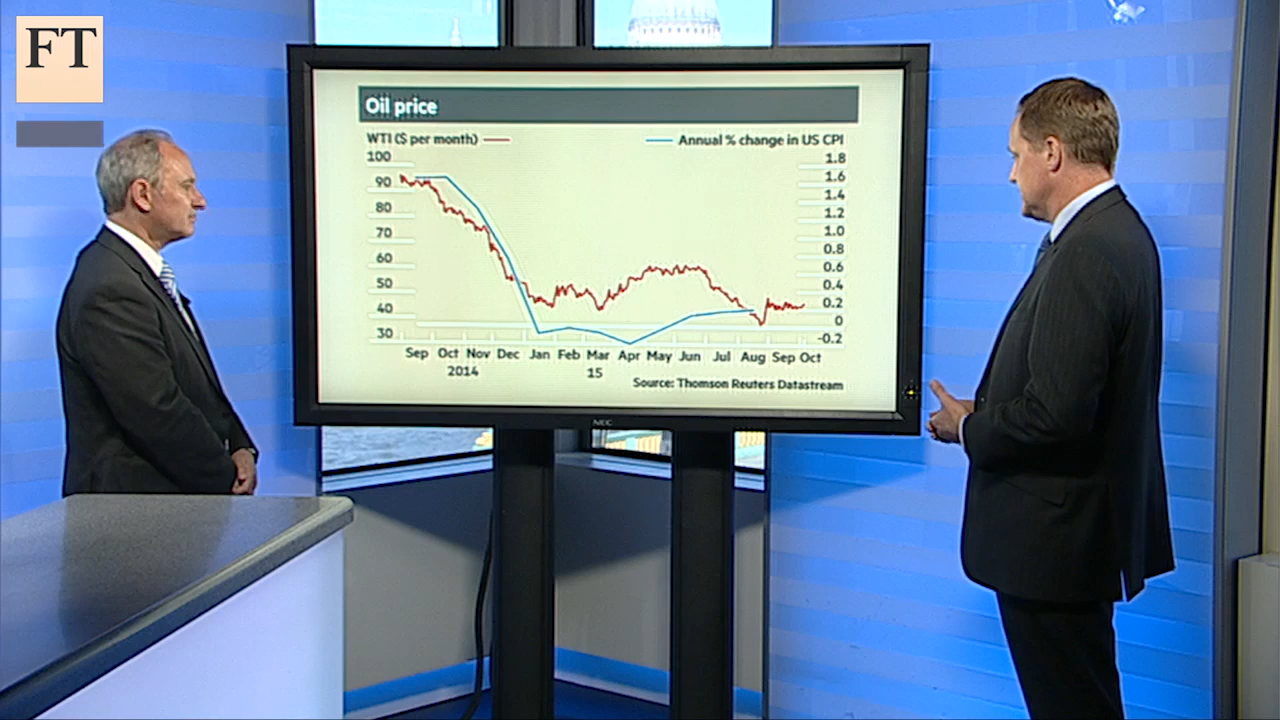 FT
Oil price
WTI ($ per month)
Annual % change in US CPI
100
90
80
70
60
50
40
30
1.8
1.6
1.4
1.2
1.0
0.8
0.6
0.4
0.2
0
-0.2
Sep Oct Nov Dec Jan Feb Mar Apr May Jun Jul Aug Sep Oct
2014 15
Source: Thomson Reuters Datastream
NEC